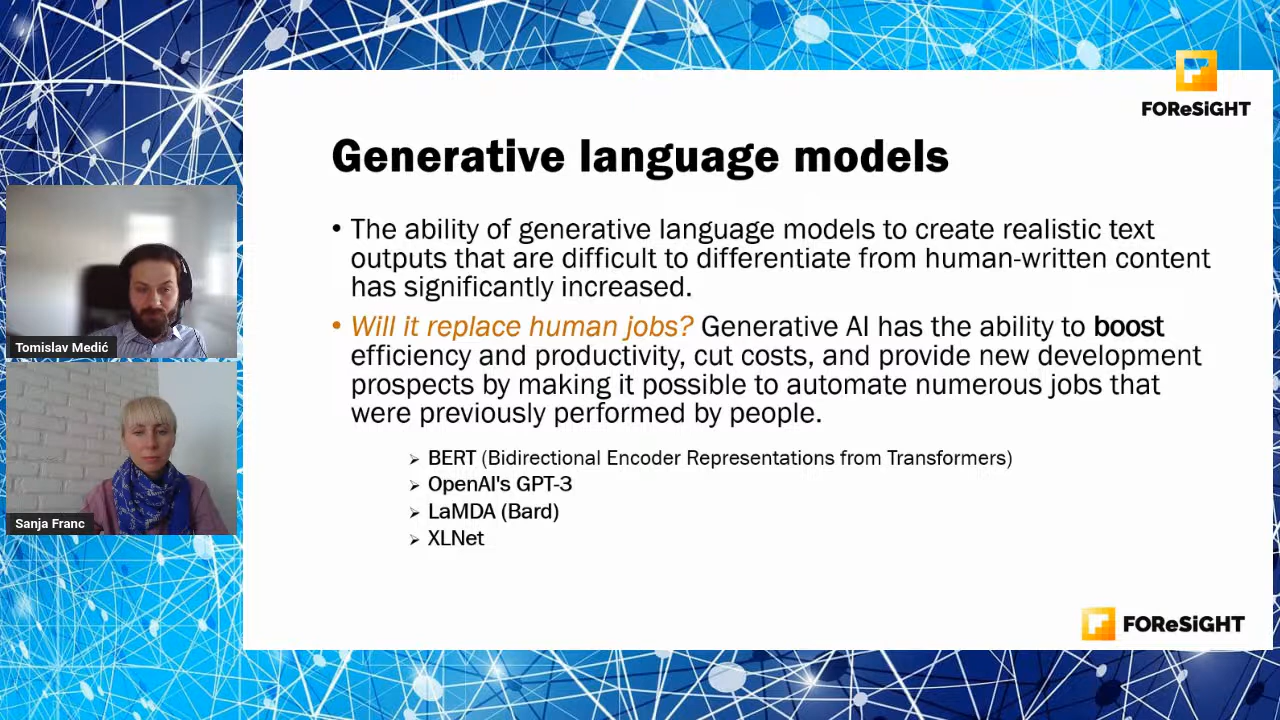 FOReSiGHT
Generative language models
• The ability of generative language models to create realistic text
outputs that are difficult to differentiate from human-written content
has significantly increased.
• Will it replace human jobs? Generative AI has the ability to boost
efficiency and productivity, cut costs, and provide new development
prospects by making it possible to automate numerous jobs that
were previously performed by people.
➢ BERT (Bidirectional Encoder Representations from Transformers)
➢ OpenAI's GPT-3
➢ LaMDA (Bard)
➢ XLNet
Tomislav Medić
Sanja Franc
FOReSiGHT